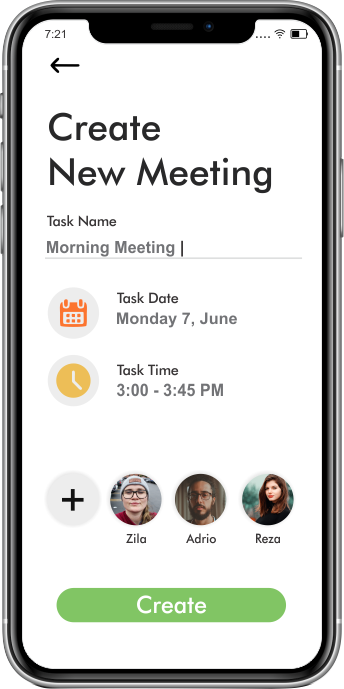 7:21
Create
New Meeting
Task Name
Morning Meeting
Task Date
Monday 7, June
Task Time
3:00 - 3:45 PM
Zila
Adrio
Reza
Create